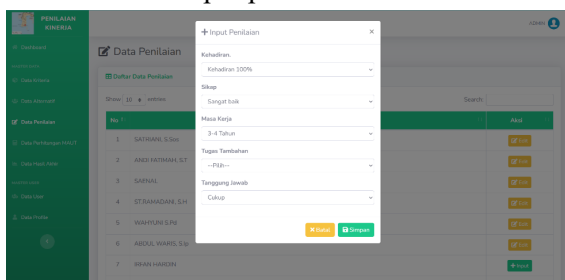 PENILAIAN
KINERJA
ADMIN
Dashboard
Data Kriteria
Data Alternatif
Data Penilaian
Data Perhitungan MAUT
Data Hasil Akhir
Data User
Data Profile
Data Penilaian
Daftar Data Penilaian
Show 10 entries
Search:
No
Aksi
1 SAFRIANI, S.Sos Edit
2 ANDI FATIMAH, S.T Edit
3 SAENAL Edit
4 ST.RAMADANI, S.H Edit
5 WAHYUNI S.Pd Edit
6 ABDUL WARIS, S.Ip Edit
7 IRFAN HARDIN Input
Input Penilaian ×
Kehadiran.
Kehadiran 100%
Sikap
Sangat baik
Masa Kerja
3-4 Tahun
Tugas Tambahan
--Pilih--
Tanggung Jawab
Cukup
Batal Simpan